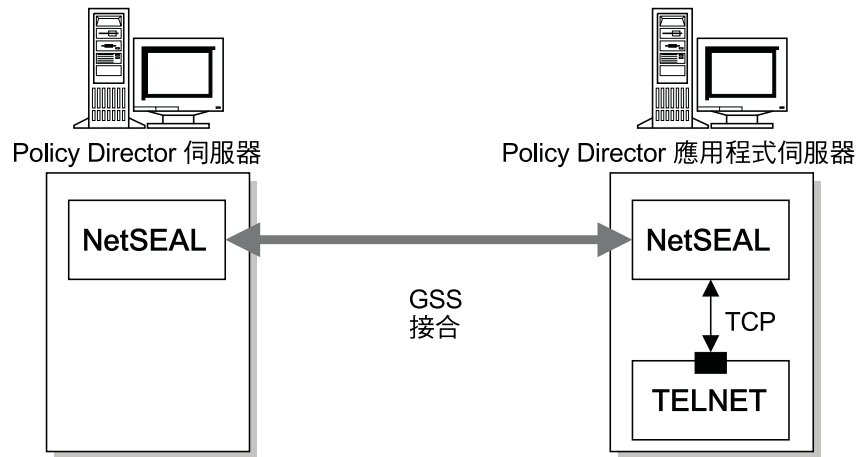 Policy Director 伺服器
Policy Director 應用程式伺服器
NetSEAL
NetSEAL
GSS
接合
TCP
TELNET